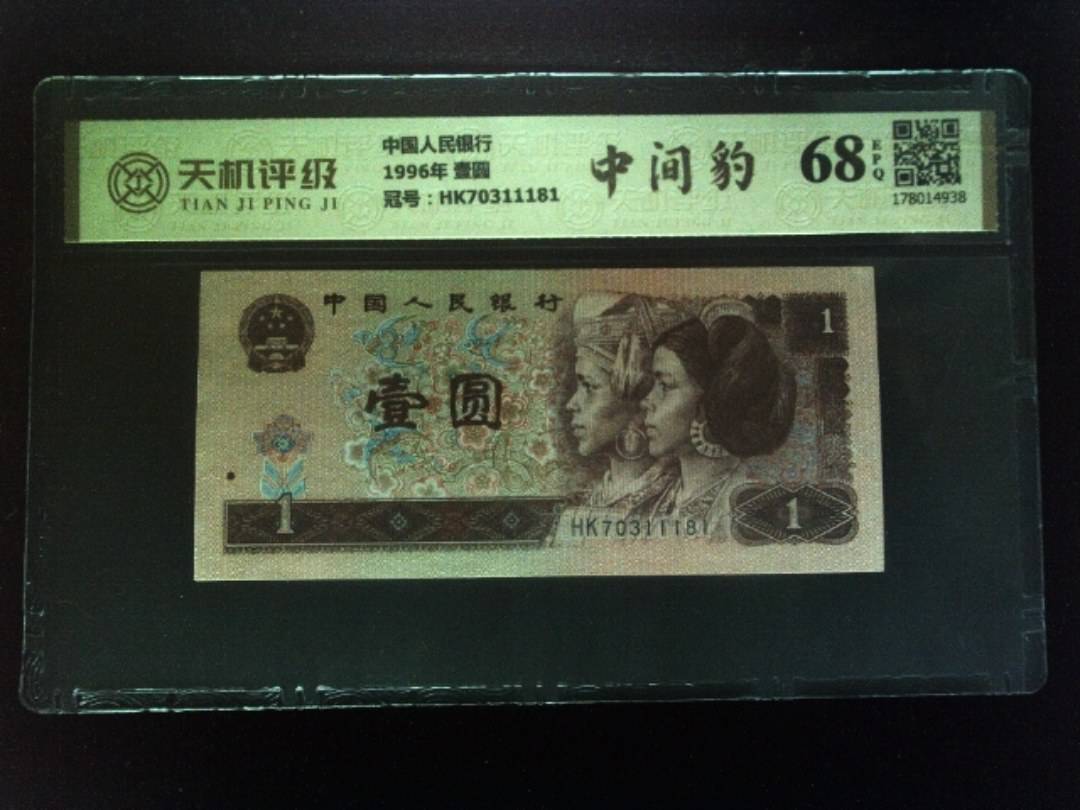 天机评级
TIAN JI PING JI
中国人民银行
1996年 壹圆
冠号：HK70311181
中间豹
68
EPQ
178014938
中国人民银行
1
壹圆
1
HK70311181
1